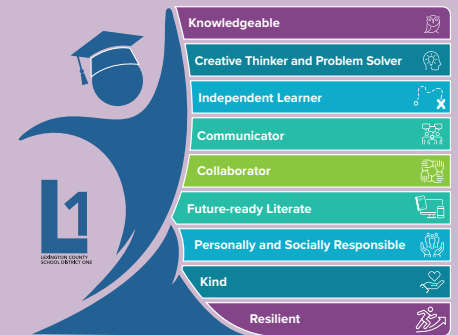 Knowledgeable
Creative Thinker and Problem Solver
Independent Learner
Communicator
Collaborator
Future-ready Literate
Personally and Socially Responsible
Kind
Resilient
L1
LEXINGTON COUNTY
SCHOOL DISTRICT ONE